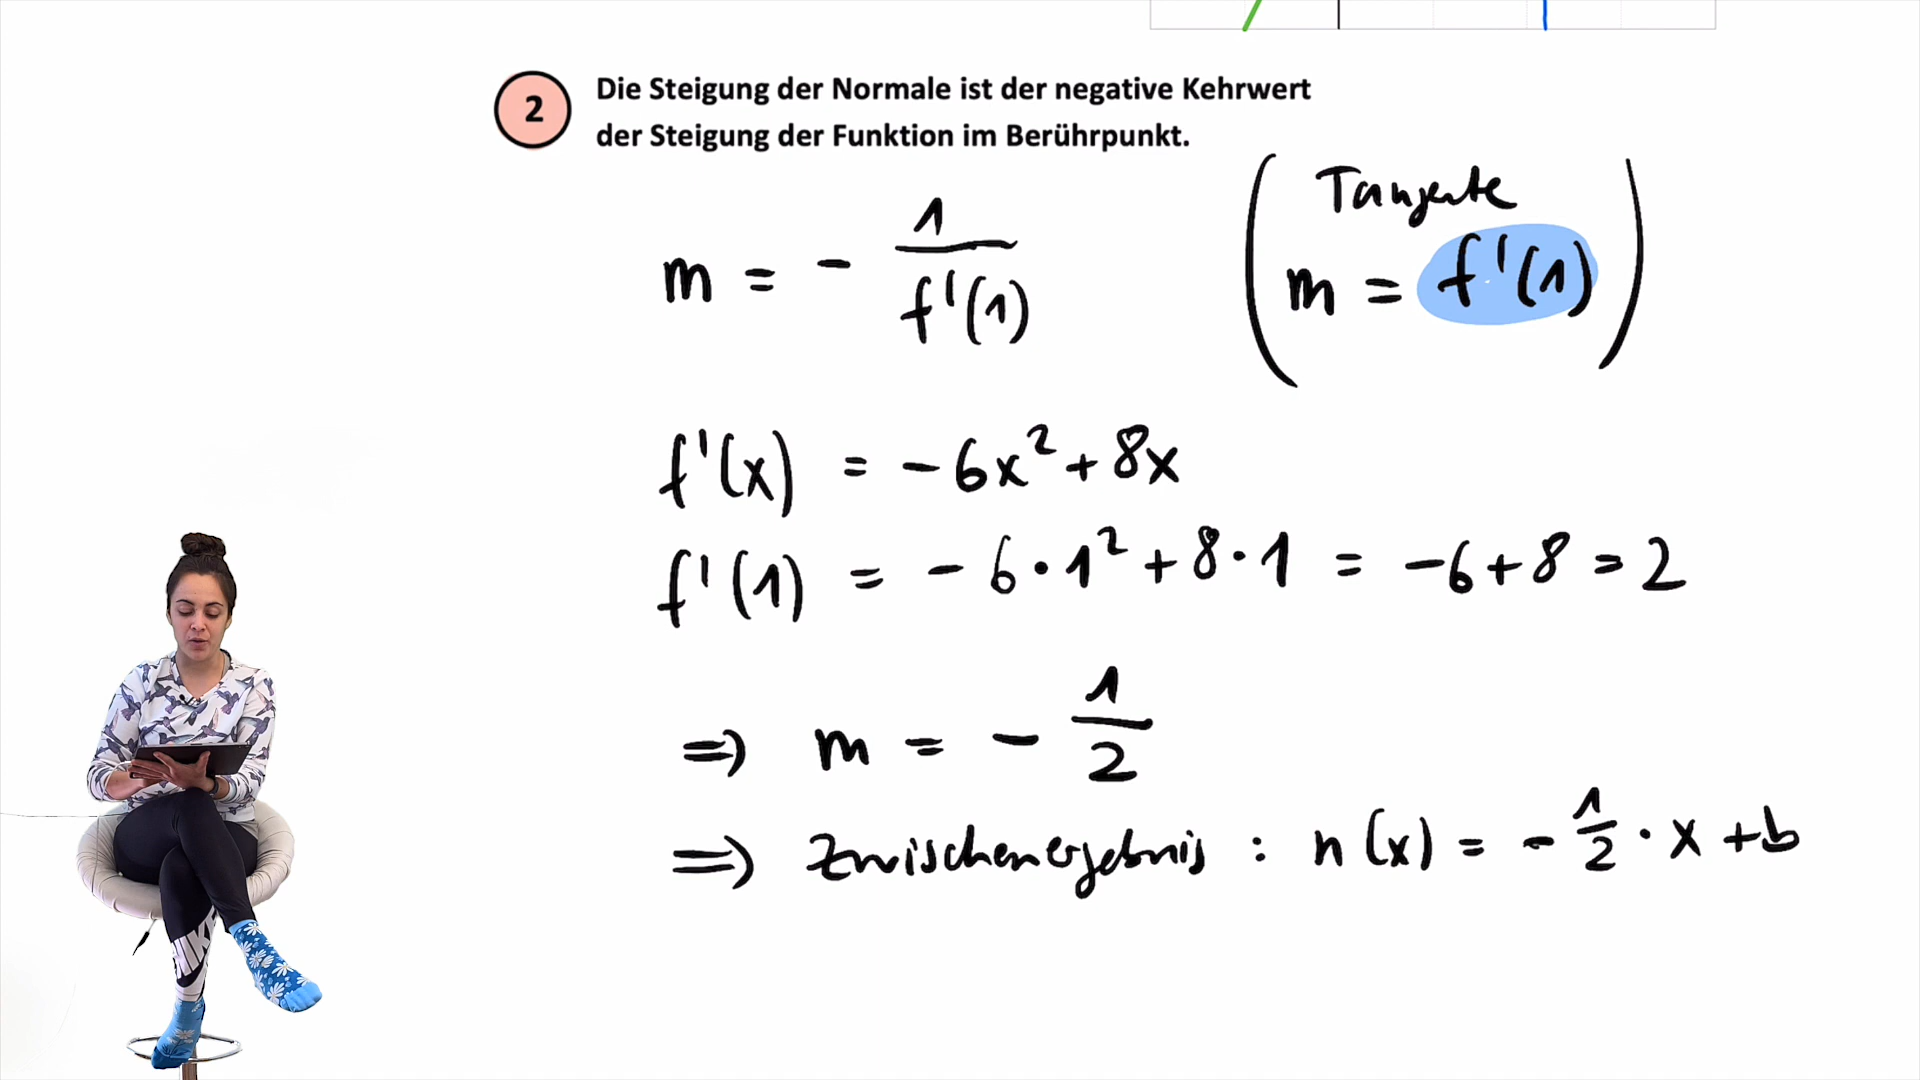 2
Die Steigung der Normale ist der negative Kehrwert
der Steigung der Funktion im Berührpunkt.
m = - 1/f'(1)
( Tangente
m = f'(1) )
f'(x) = -6x² + 8x
f'(1) = -6·1² + 8·1 = -6+8 = 2
=> m = - 1/2
=> Zwischenergebnis : n(x) = - 1/2 · x + b